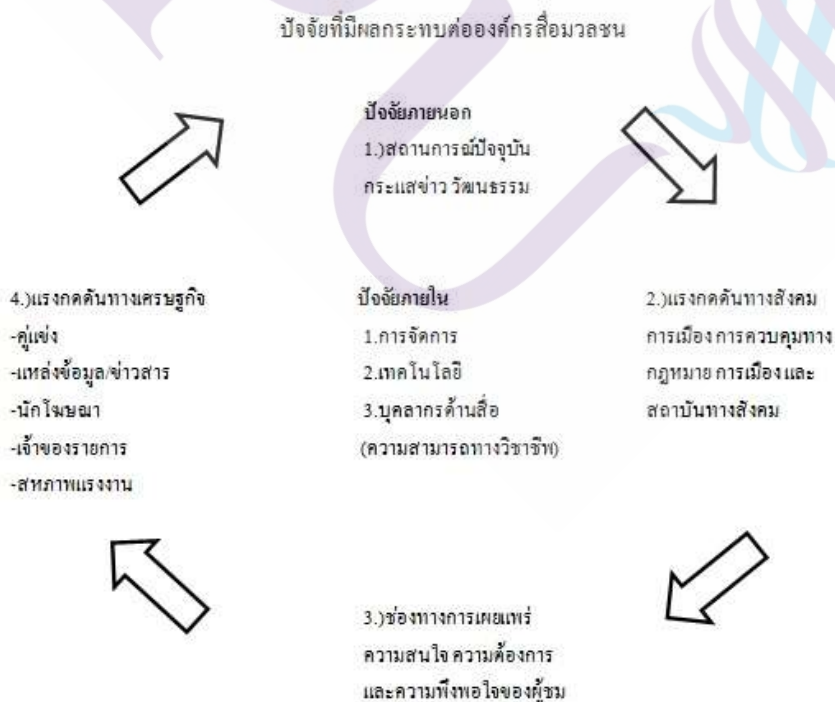 ปัจจัยที่มีผลกระทบต่อองค์กรสื่อมวลชน
ปัจจัยภายนอก
1.)สถานการณ์ปัจจุบัน
กระแสข่าว วัฒนธรรม
4.)แรงกดดันทางเศรษฐกิจ
-คู่แข่ง
-แหล่งข้อมูล/ข่าวสาร
-นักโฆษณา
-เจ้าของรายการ
-สหภาพแรงงาน
ปัจจัยภายใน
1.การจัดการ
2.เทคโนโลยี
3.บุคลากรด้านสื่อ
(ความสามารถทางวิชาชีพ)
2.)แรงกดดันทางสังคม
การเมือง การควบคุมทาง
กฎหมาย การเมือง และ
สถาบันทางสังคม
3.)ช่องทางการเผยแพร่
ความสนใจ ความต้องการ
และความพึงพอใจของผู้ชม